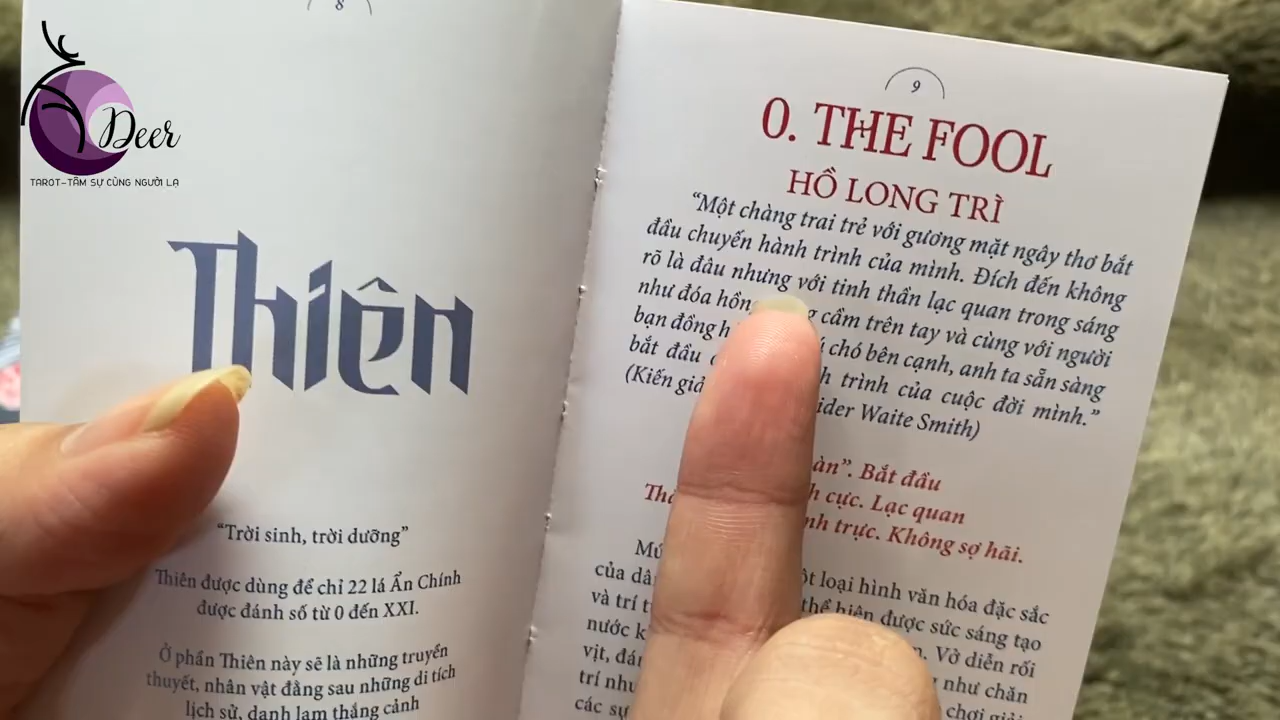 Deer
TAROT-TÂM SỰ CÙNG NGƯỜI LẠ
8
Thiên
“Trời sinh, trời dưỡng”
Thiên được dùng để chỉ 22 lá Ẩn Chính
được đánh số từ 0 đến XXI.
Ở phần Thiên này sẽ là những truyền
thuyết, nhân vật đằng sau những di tích
lịch sử, danh lam thắng cảnh
9
0. THE FOOL
HỒ LONG TRÌ
“Một chàng trai trẻ với gương mặt ngây thơ bắt
đầu chuyến hành trình của mình. Đích đến không
rõ là đâu nhưng với tinh thần lạc quan trong sáng
như đóa cầm trên tay và cùng với người
bạn đồng chó bên cạnh, anh ta sẵn sàng
bắt đầu trình của cuộc đời mình.”
(Kiến Waite Smith)
Bắt đầu
cực. Lạc quan
trực. Không sợ hãi.
loại hình văn hóa đặc sắc
của thể hiện được sức sáng tạo
và trí Vở diễn rối
nước như chăn
vịt,
trí
các sự